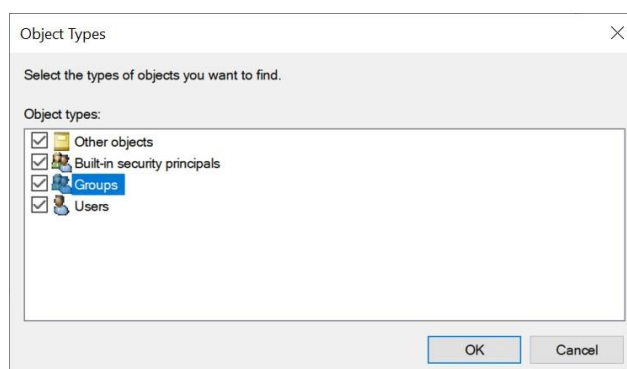 Object Types
Select the types of objects you want to find.
Object types:
Other objects
Built-in security principals
Groups
Users
OK Cancel